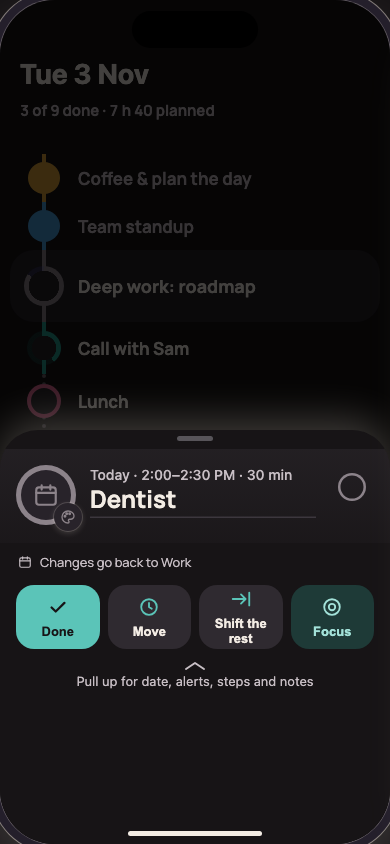 Tue 3 Nov
3 of 9 done · 7 h 40 planned
Coffee & plan the day
Team standup
Deep work: roadmap
Call with Sam
Lunch
Today · 2:00–2:30 PM · 30 min
Dentist
Changes go back to Work
Done
Move
Shift the
rest
Focus
Pull up for date, alerts, steps and notes